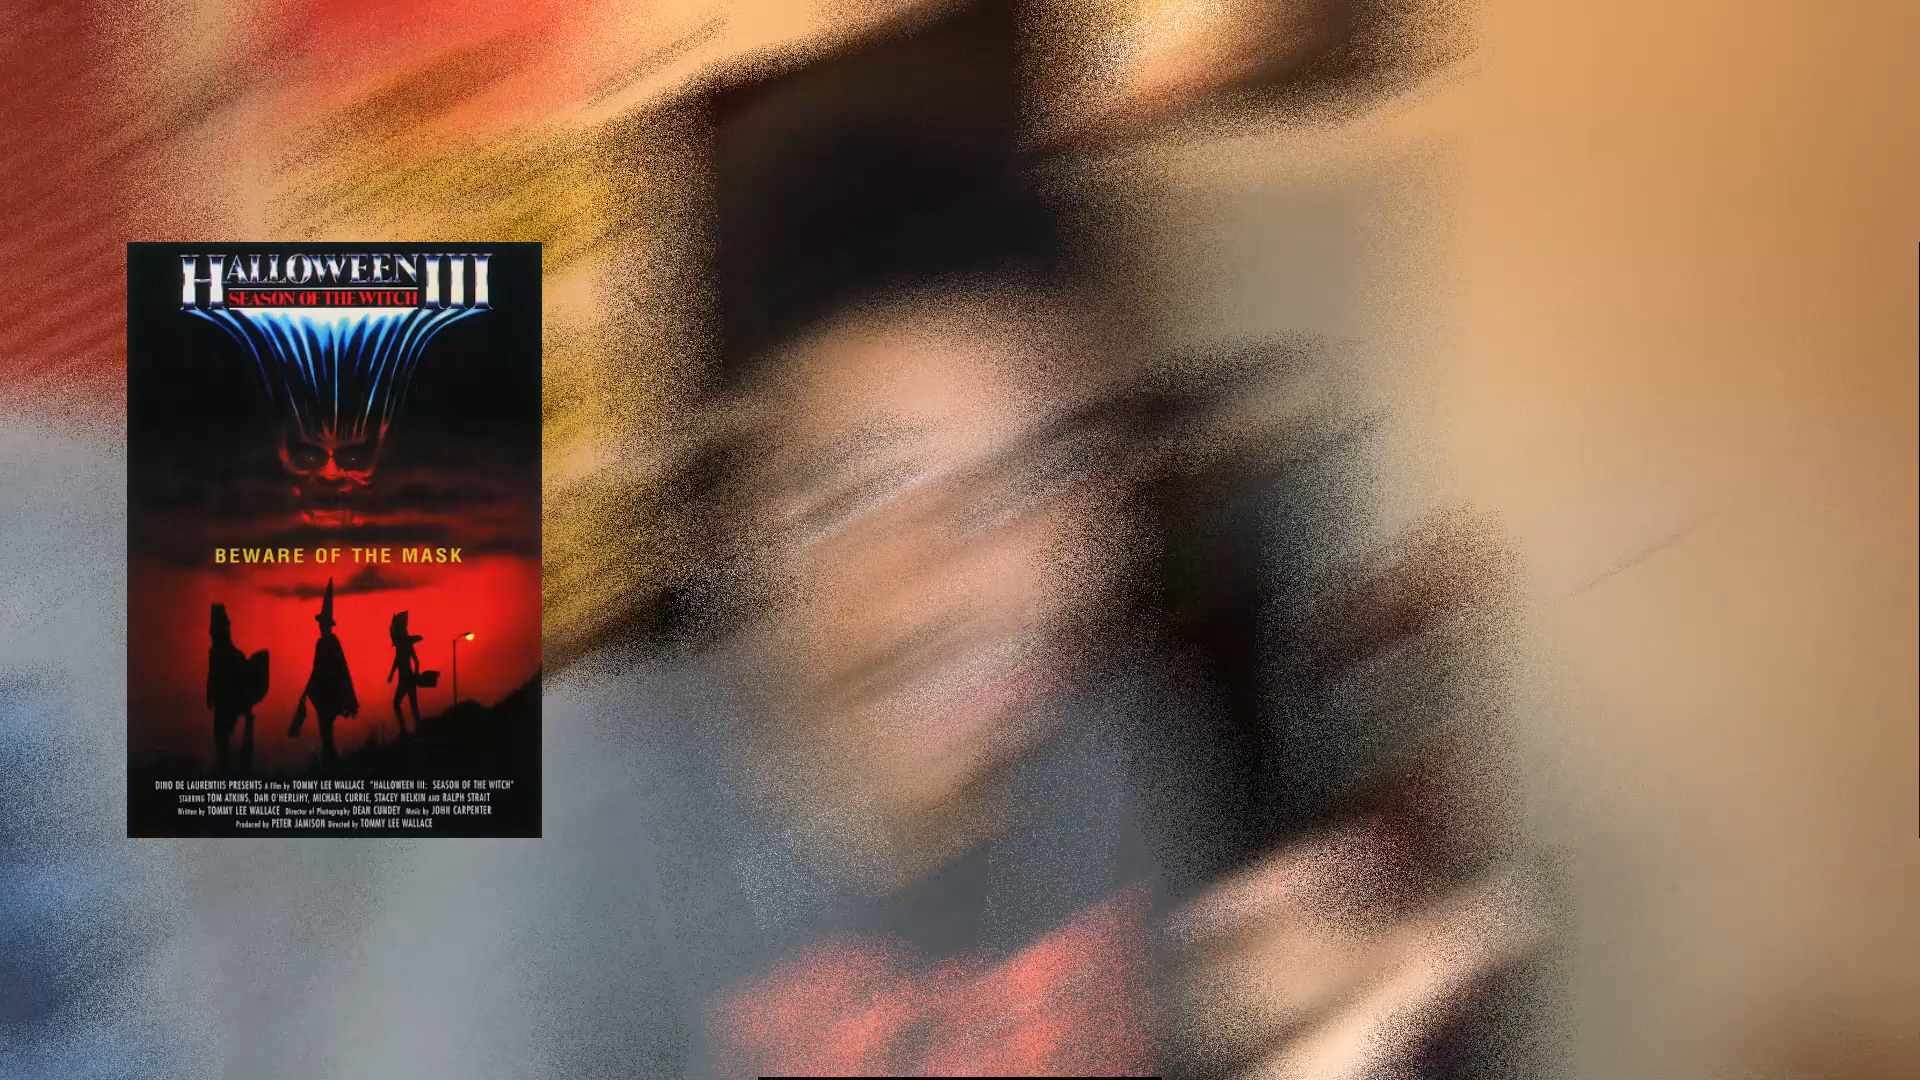 HALLOWEEN III
SEASON OF THE WITCH
BEWARE OF THE MASK
DINO DE LAURENTIIS PRESENTS A film by TOMMY LEE WALLACE "HALLOWEEN III: SEASON OF THE WITCH"
STARRING TOM ATKINS, DAN O'HERLIHY, MICHAEL CURRIE, STACEY NELKIN AND RALPH STRAIT
Written by TOMMY LEE WALLACE Director of Photography DEAN CUNDEY Music by JOHN CARPENTER
Produced by PETER JAMISON Directed by TOMMY LEE WALLACE